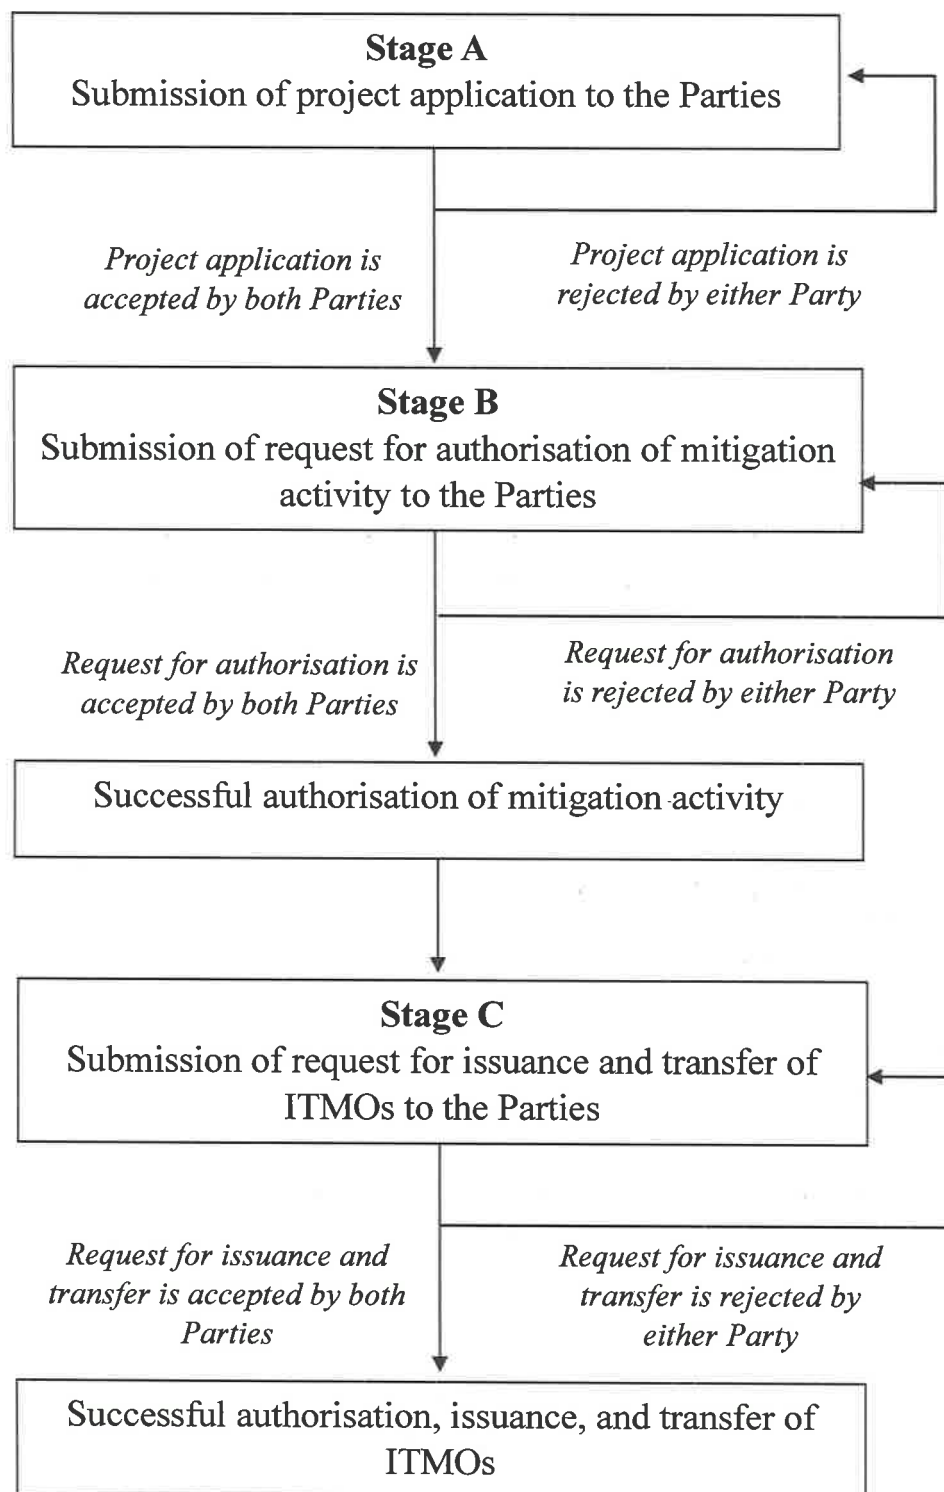 Stage A
Submission of project application to the Parties
Project application is
accepted by both Parties
Project application is
rejected by either Party
Stage B
Submission of request for authorisation of mitigation
activity to the Parties
Request for authorisation is
accepted by both Parties
Request for authorisation
is rejected by either Party
Successful authorisation of mitigation activity
Stage C
Submission of request for issuance and transfer of
ITMOs to the Parties
Request for issuance and
transfer is accepted by both
Parties
Request for issuance and
transfer is rejected by
either Party
Successful authorisation, issuance, and transfer of
ITMOs